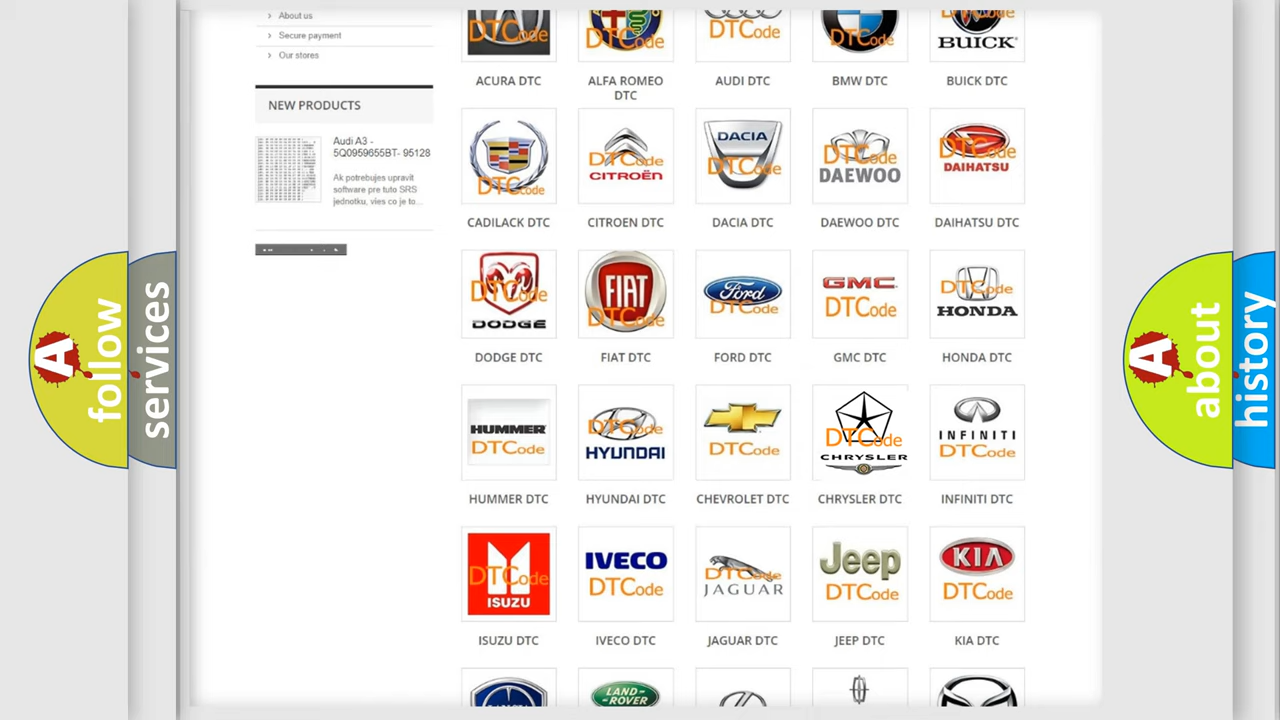 About us
Secure payment
Our stores
NEW PRODUCTS
Audi A3 -
5Q0959655BT- 95128
Ak potrebujes upravit
software pre tuto SRS
jednotku, vies co je to...
DTCode
DTCode
DTCode
DTCode
BUICK
ACURA DTC
ALFA ROMEO
DTC
AUDI DTC
BMW DTC
BUICK DTC
DTCode
DTCode
CITROËN
DACIA
DTCode
DTCode
DAEWOO
DTCode
DAIHATSU
CADILACK DTC
CITROEN DTC
DACIA DTC
DAEWOO DTC
DAIHATSU DTC
DTCode
DODGE
FIAT
DTCode
Ford
DTCode
GMC
DTCode
DTCode
HONDA
DODGE DTC
FIAT DTC
FORD DTC
GMC DTC
HONDA DTC
HUMMER
DTCode
DTCode
HYUNDAI
DTCode
DTCode
CHRYSLER
INFINITI
DTCode
HUMMER DTC
HYUNDAI DTC
CHEVROLET DTC
CHRYSLER DTC
INFINITI DTC
DTCode
ISUZU
IVECO
DTCode
DTCode
JAGUAR
Jeep
DTCode
KIA
DTCode
ISUZU DTC
IVECO DTC
JAGUAR DTC
JEEP DTC
KIA DTC
LAND-
ROVER
A
follow
services
A
about
history